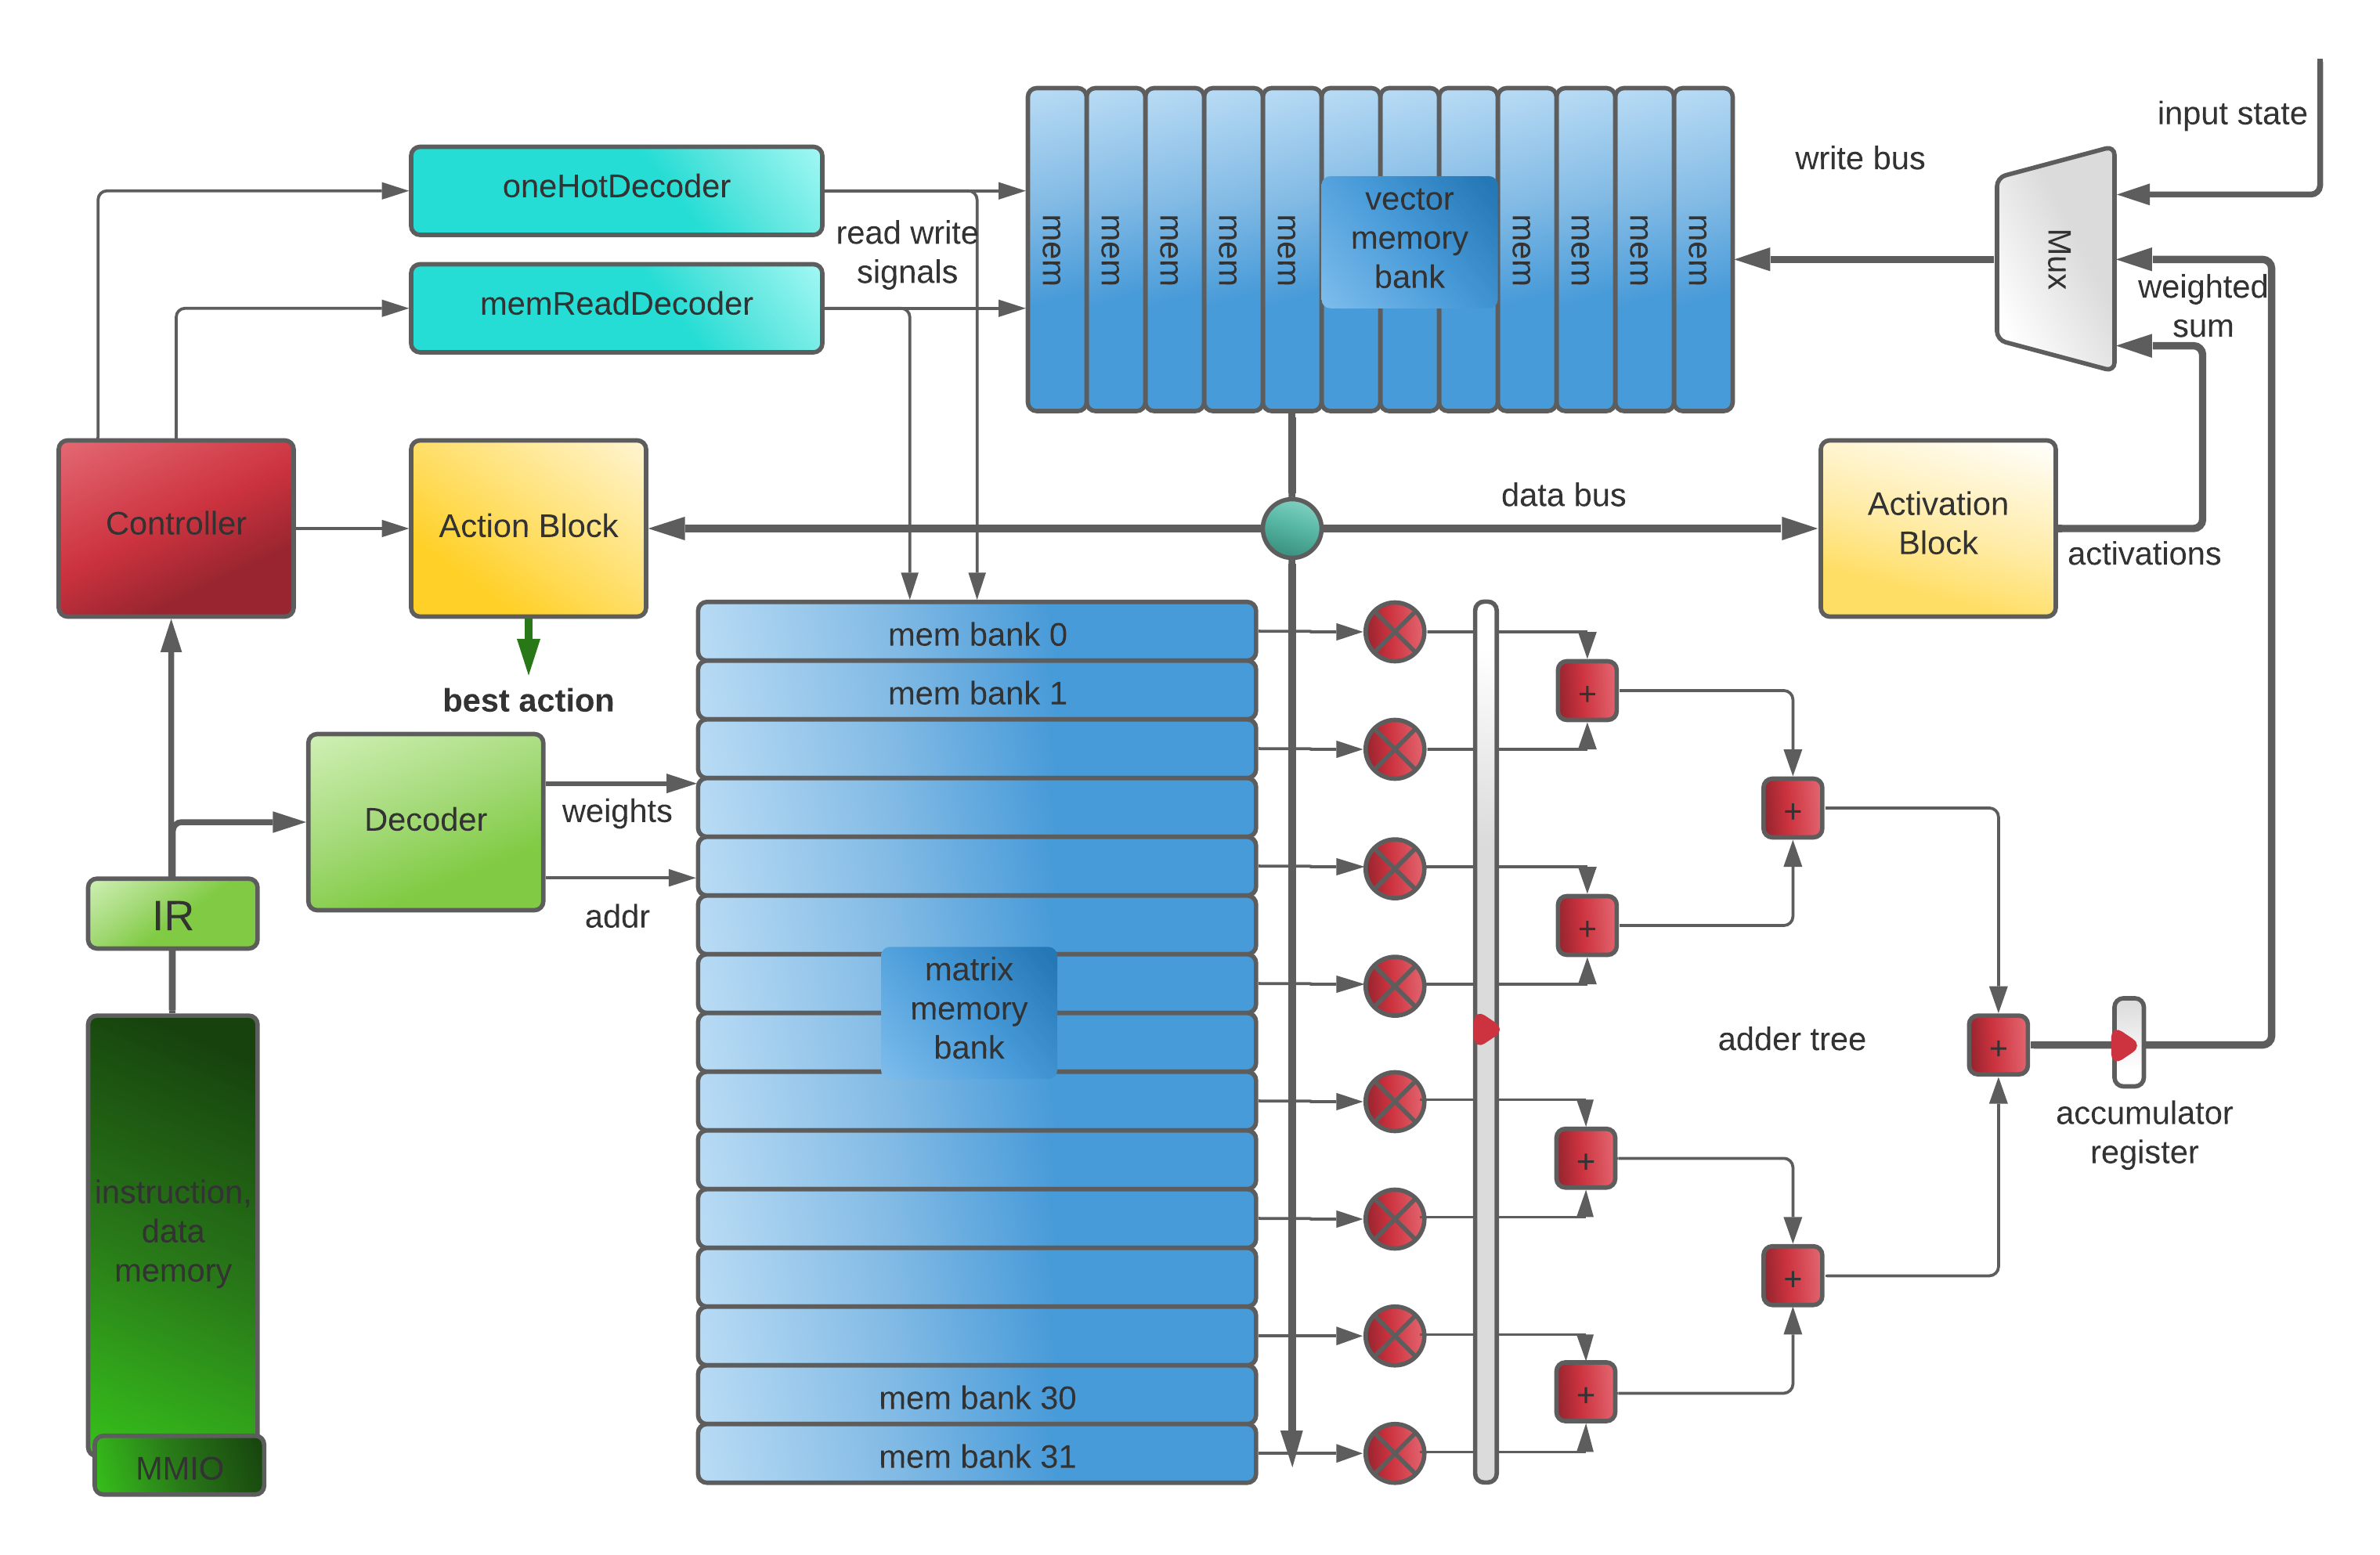 input state
write bus
oneHotDecoder
read write
signals
memReadDecoder
mem
mem
mem
mem
mem
vector
memory
bank
mem
mem
mem
mem
Mux
weighted
sum
Controller
Action Block
data bus
Activation
Block
activations
best action
mem bank 0
mem bank 1
+
Decoder
weights
addr
+
IR
+
matrix
memory
bank
adder tree
+
accumulator
register
instruction,
data
memory
+
+
mem bank 30
+
mem bank 31
MMIO